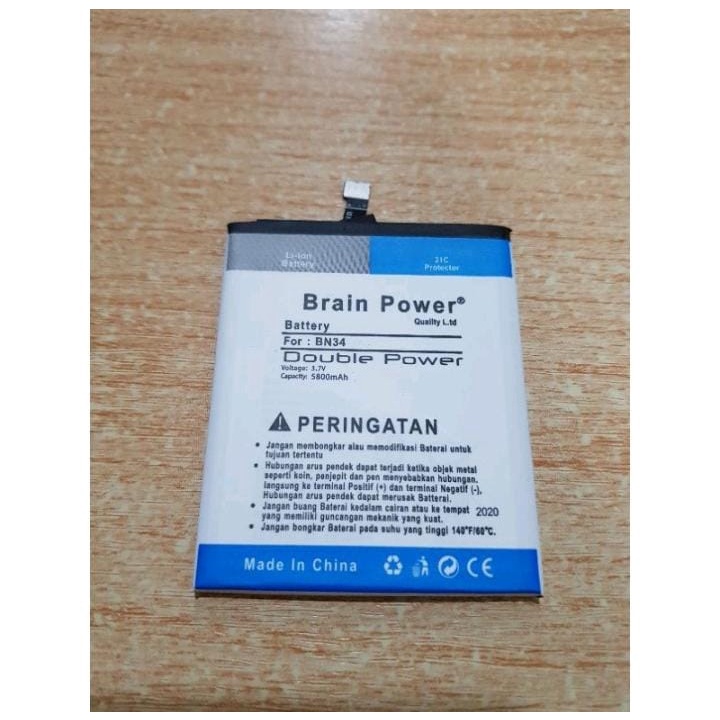 Li-ion
Battery
21C
Protecter
Brain Power®
Quality L.td
Battery
For : BN34
Double Power
Voltage: 3.7V
Capacity: 5800mAh
PERINGATAN
• Jangan membongkar alau memodifikasi Baterai untuk
tujuan tertentu
• Hubungan arus pendek dapat terjadi ketika objek metal
seperti koin, penjepit dan pen menyebabkan hubungan.
langsung ke terminal Positif (+) dan terminal Negatif (-),
Hubungan arus pendek dapat merusak Batterai.
• Jangan buang Baterai kedalam cairan atau ke tempat 2020
yang memiliki guncangan mekanik yang kuat.
• Jangan bongkar Baterai pada suhu yang tinggi 140°F/60°C.
Made In China
CE